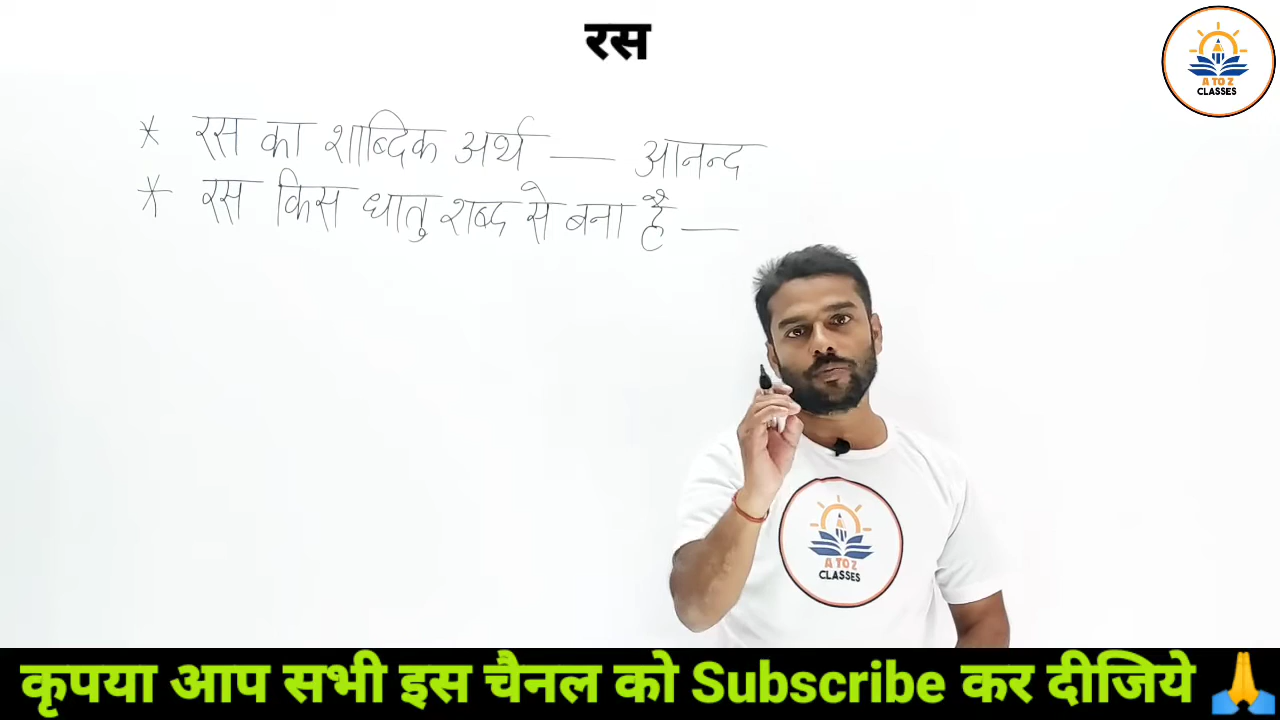 रस
A TO Z
CLASSES
* रस का शाब्दिक अर्थ — आनन्द
* रस किस धातु शब्द से बना है —
A TO Z
CLASSES
कृपया आप सभी इस चैनल को Subscribe कर दीजिये 🙏